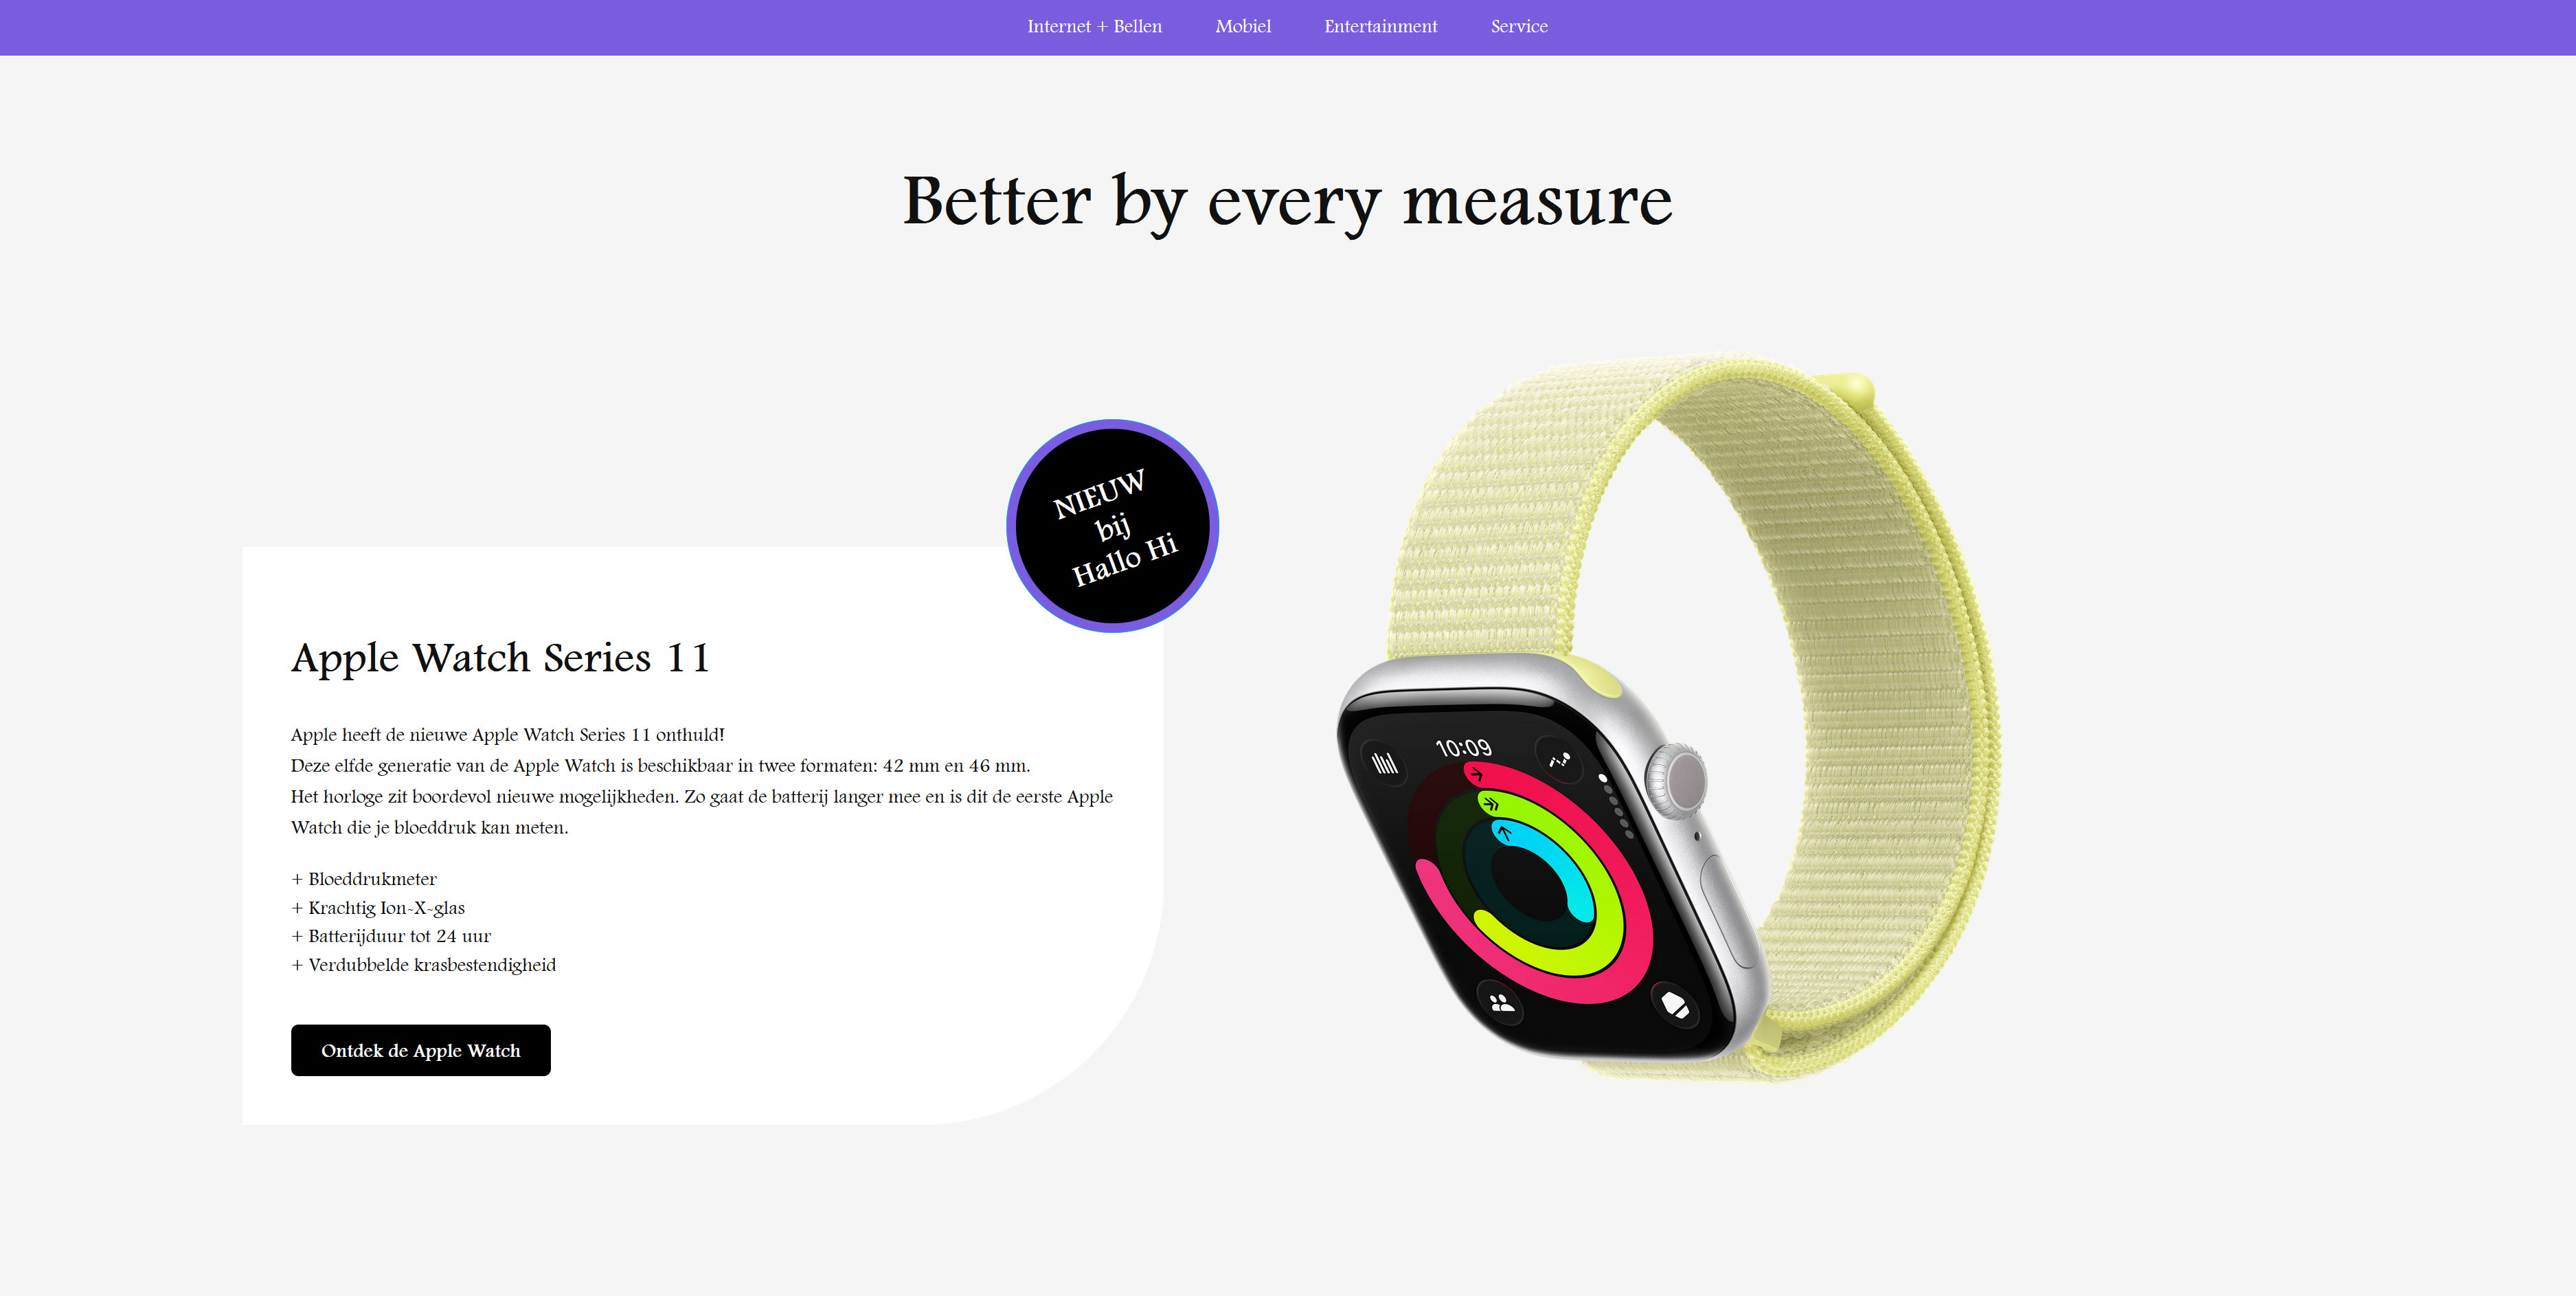 Internet + Bellen Mobiel Entertainment Service
Better by every measure
NIEUW
bij
Hallo Hi
Apple Watch Series 11
Apple heeft de nieuwe Apple Watch Series 11 onthuld!
Deze elfde generatie van de Apple Watch is beschikbaar in twee formaten: 42 mm en 46 mm.
Het horloge zit boordevol nieuwe mogelijkheden. Zo gaat de batterij langer mee en is dit de eerste Apple
Watch die je bloeddruk kan meten.
+ Bloeddrukmeter
+ Krachtig Ion-X-glas
+ Batterijduur tot 24 uur
+ Verdubbelde krasbestendigheid
Ontdek de Apple Watch
10:09